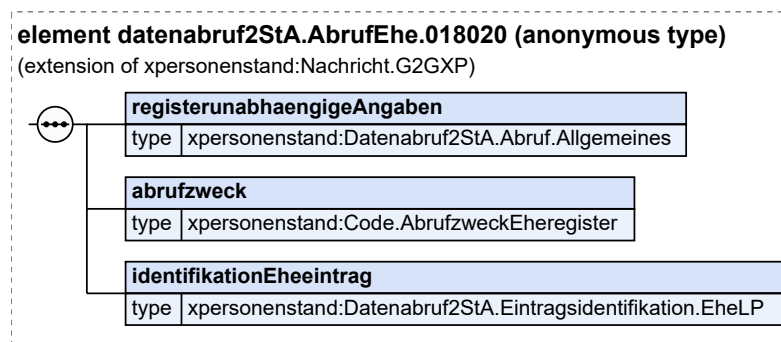 element datenabruf2StA.AbrufEhe.018020 (anonymous type)
(extension of xpersonenstand:Nachricht.G2GXP)
registerunabhaengigeAngaben
type xpersonenstand:Datenabruf2StA.Abruf.Allgemeines
abrufzweck
type xpersonenstand:Code.AbrufzweckEheregister
identifikationEheeintrag
type xpersonenstand:Datenabruf2StA.Eintragsidentifikation.EheLP